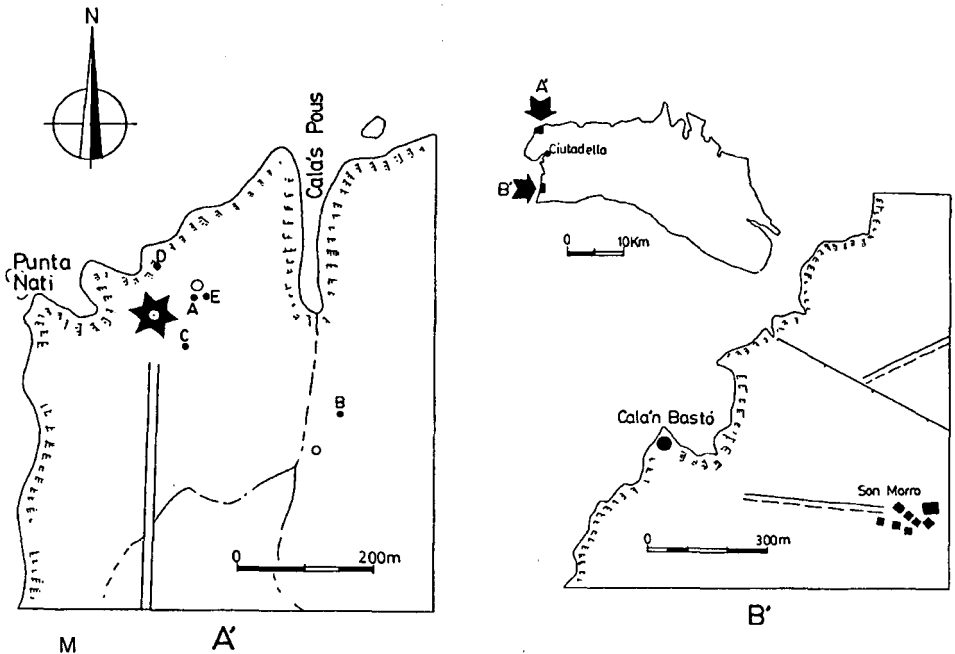 N
Cala's Pous
Punta
Nati
D
A
E
C
B
0
200m
M
A'
A'
Ciutadella
B'
0
10Km
Cala'n Bastó
Son Morro
0
300m
B'